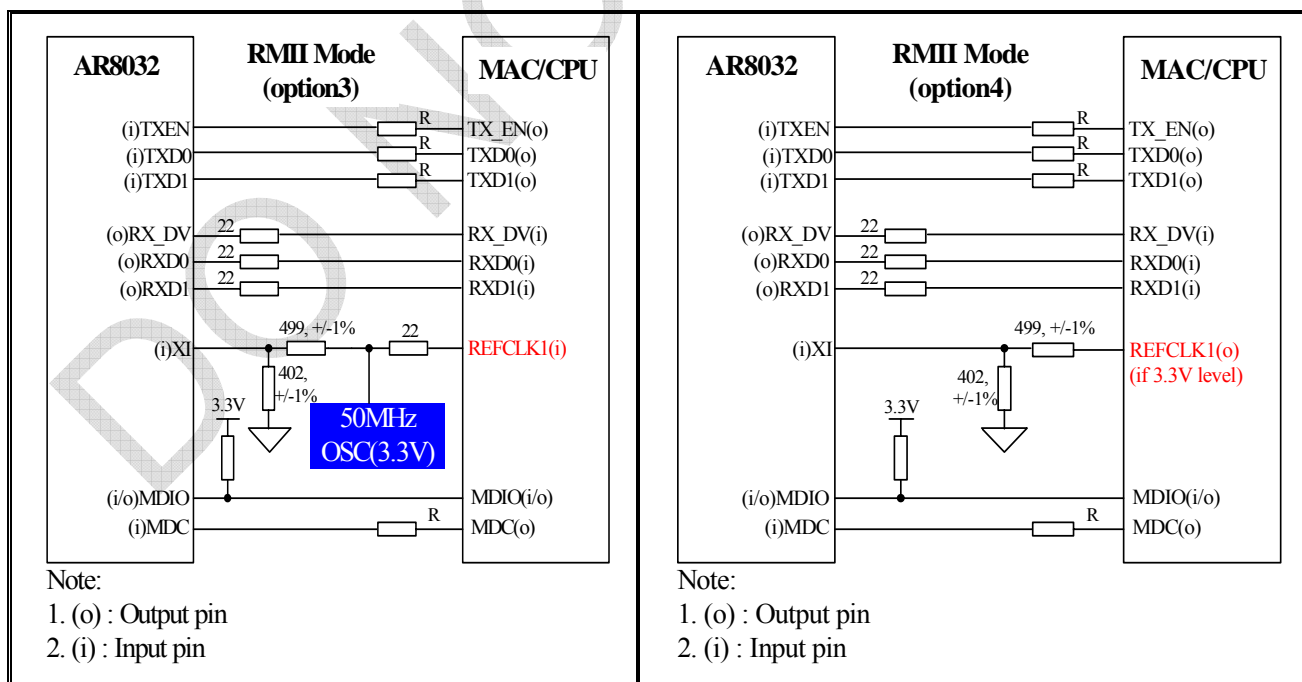 AR8032
RMII Mode
(option3)
MAC/CPU
(i)TXEN
R
TX_EN(o)
(i)TXD0
R
TXD0(o)
(i)TXD1
R
TXD1(o)
(o)RX_DV
22
RX_DV(i)
(o)RXD0
22
RXD0(i)
(o)RXD1
22
RXD1(i)
(i)XI
499, +/-1%
22
REFCLK1(i)
402,
+/-1%
3.3V
50MHz
OSC(3.3V)
(i/o)MDIO
MDIO(i/o)
(i)MDC
R
MDC(o)
Note:
1. (o) : Output pin
2. (i) : Input pin
AR8032
RMII Mode
(option4)
MAC/CPU
(i)TXEN
R
TX_EN(o)
(i)TXD0
R
TXD0(o)
(i)TXD1
R
TXD1(o)
(o)RX_DV
22
RX_DV(i)
(o)RXD0
22
RXD0(i)
(o)RXD1
22
RXD1(i)
(i)XI
499, +/-1%
REFCLK1(o)
(if 3.3V level)
402,
+/-1%
3.3V
(i/o)MDIO
MDIO(i/o)
(i)MDC
R
MDC(o)
Note:
1. (o) : Output pin
2. (i) : Input pin
DO NO